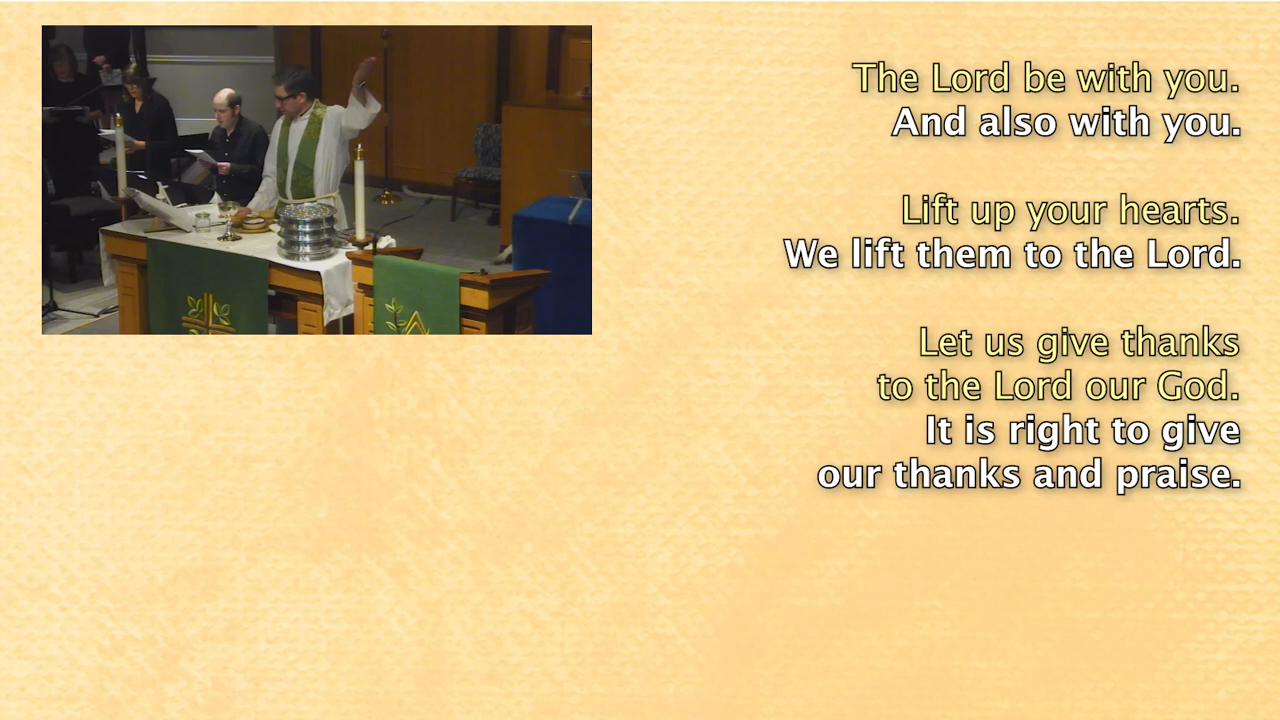 The Lord be with you.
And also with you.
Lift up your hearts.
We lift them to the Lord.
Let us give thanks
to the Lord our God.
It is right to give
our thanks and praise.